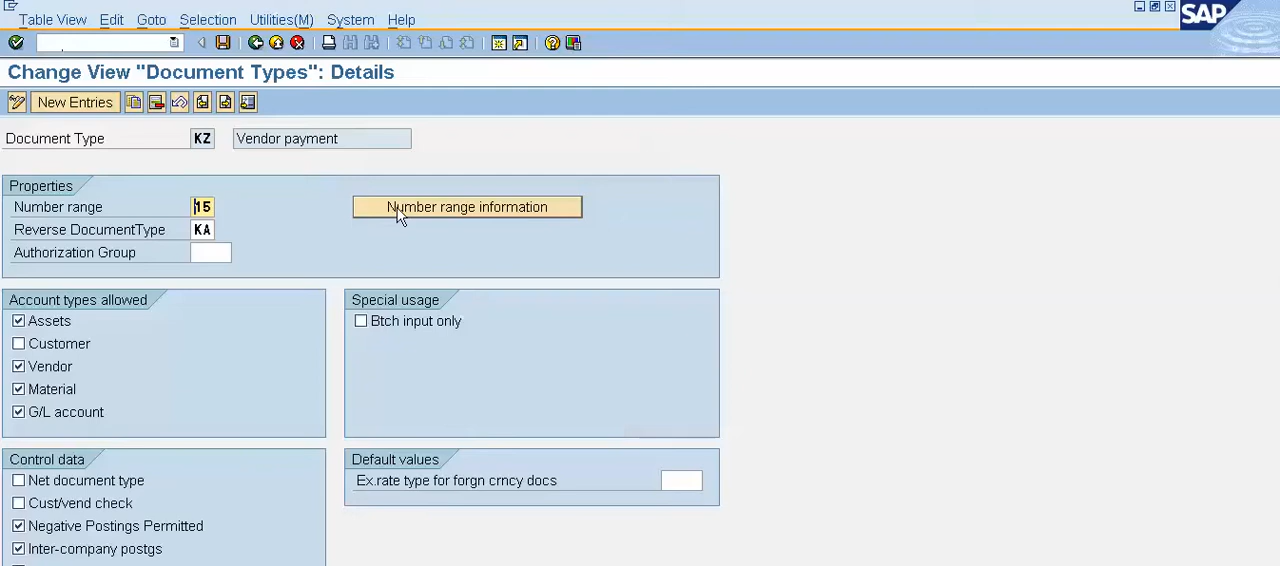 Table View Edit Goto Selection Utilities(M) System Help
SAP
Change View "Document Types": Details
New Entries
Document Type KZ Vendor payment
Properties
Number range 15 Number range information
Reverse DocumentType KA
Authorization Group
Account types allowed Special usage
Assets Btch input only
Customer
Vendor
Material
G/L account
Control data Default values
Net document type Ex.rate type for forgn crncy docs
Cust/vend check
Negative Postings Permitted
Inter-company postgs